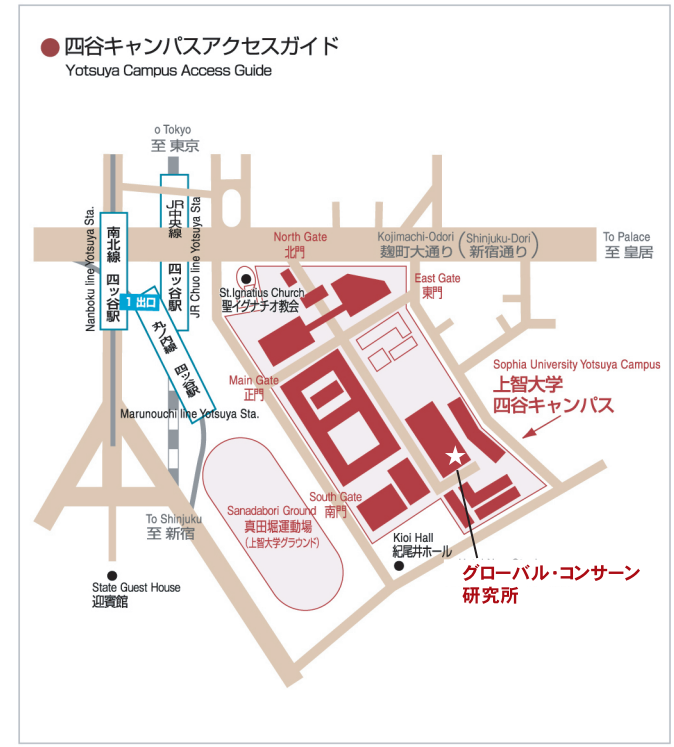 四谷キャンパスアクセスガイド
Yotsuya Campus Access Guide
o Tokyo
至 東京
Nanboku line Yotsuya Sta.
南北線 四ッ谷駅
JR中央線 四ッ谷駅
JR Chuo line Yotsuya Sta
1 出口
丸ノ内線 四ッ谷駅
Marunouchi line Yotsuya Sta.
North Gate
北門
Kojimachi-Odori (Shinjuku-Dori)
麹町大通り(新宿通り)
To Palace
至 皇居
St.Ignatius Church
聖イグナチオ教会
East Gate
東門
Main Gate
正門
Sophia University Yotsuya Campus
上智大学
四谷キャンパス
South Gate
南門
Sanadabori Ground
真田堀運動場
(上智大学グラウンド)
To Shinjuku
至 新宿
Kioi Hall
紀尾井ホール
State Guest House
迎賓館
グローバル・コンサーン
研究所